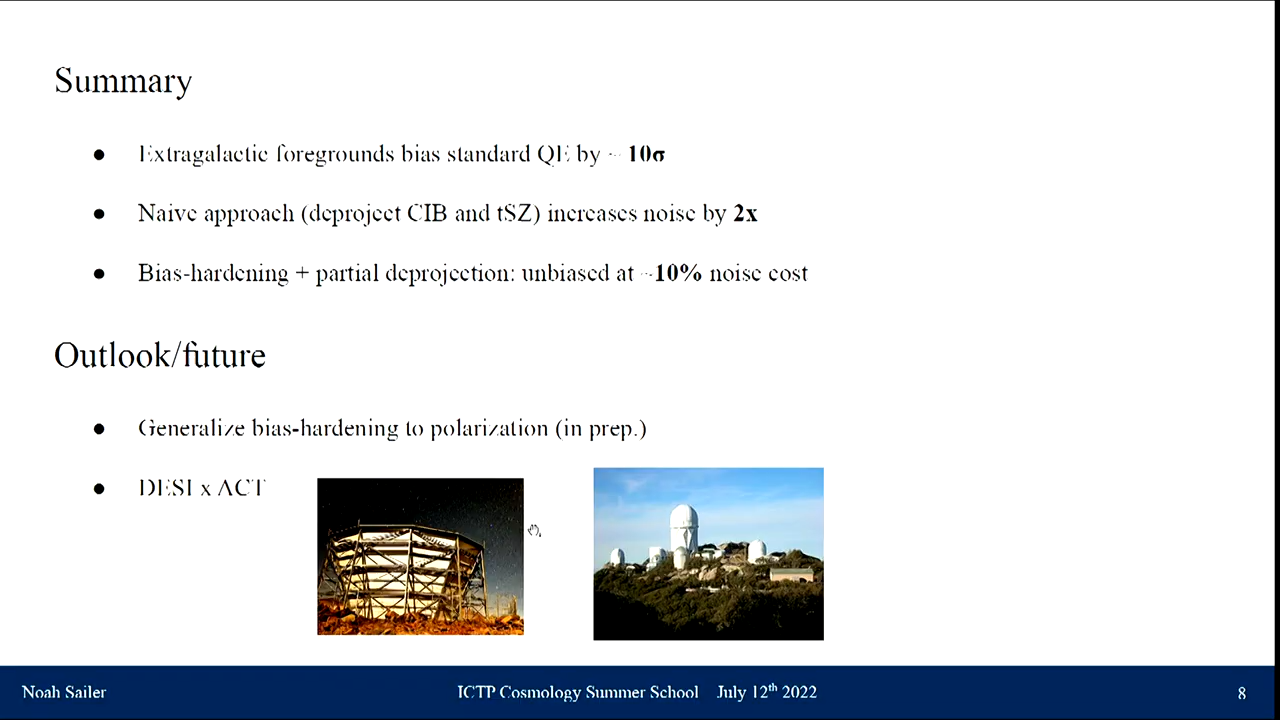 Summary
● Extragalactic foregrounds bias standard QE by ~ 10σ
● Naive approach (deproject CIB and tSZ) increases noise by 2x
● Bias-hardening + partial deprojection: unbiased at ~10% noise cost
Outlook/future
● Generalize bias-hardening to polarization (in prep.)
● DESI x ACT
Noah Sailer ICTP Cosmology Summer School July 12th 2022 8